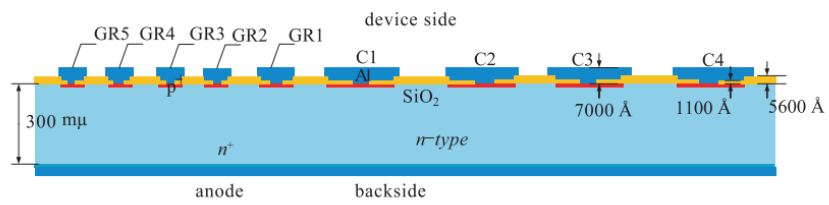 device side
GR5 GR4 GR3 GR2 GR1 C1 C2 C3 C4
Al
p+
SiO₂
7000 Å 1100 Å 5600 Å
300 mμ
n⁺ n–type
anode backside